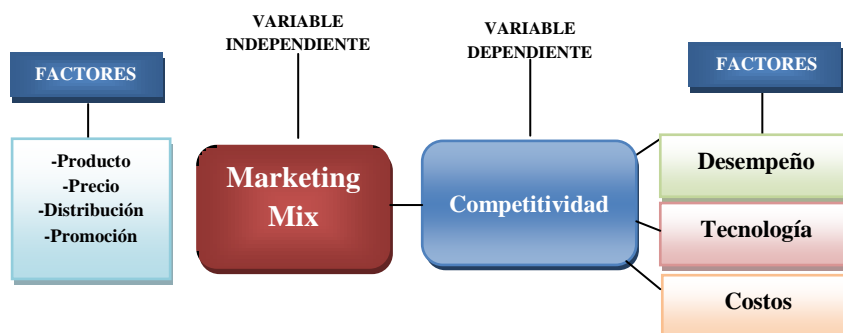 VARIABLE
INDEPENDIENTE
VARIABLE
DEPENDIENTE
FACTORES
FACTORES
-Producto
-Precio
-Distribución
-Promoción
Marketing
Mix
Competitividad
Desempeño
Tecnología
Costos